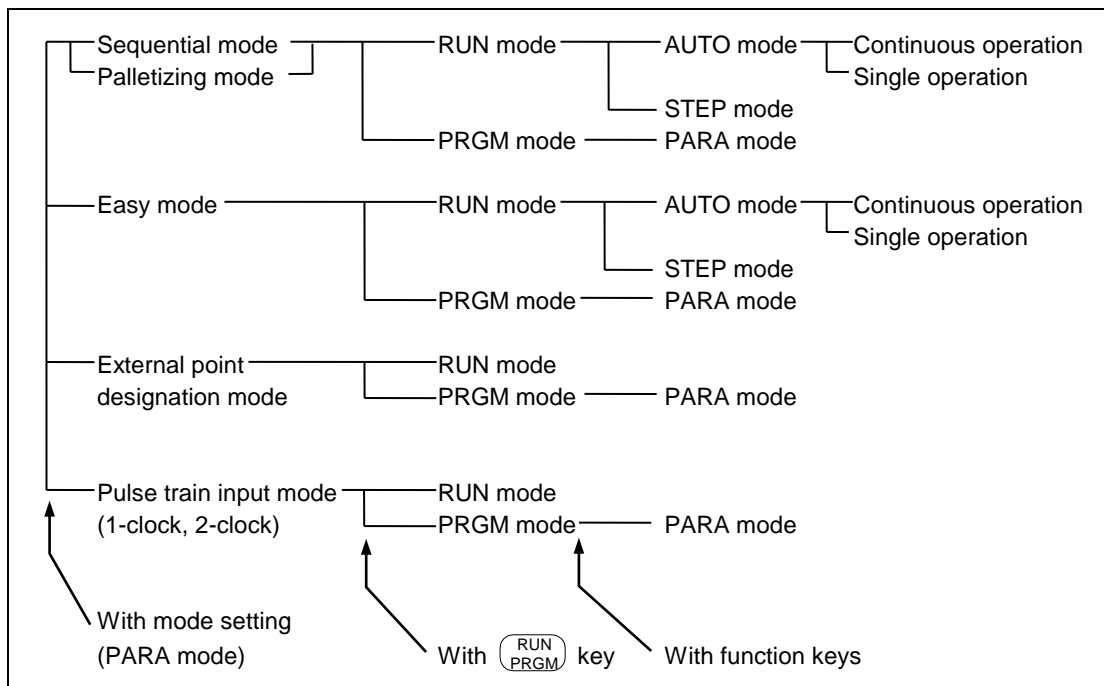 Sequential mode RUN mode AUTO mode Continuous operation
Palletizing mode Single operation
STEP mode
PRGM mode PARA mode
Easy mode RUN mode AUTO mode Continuous operation
Single operation
STEP mode
PRGM mode PARA mode
External point RUN mode
designation mode PRGM mode PARA mode
Pulse train input mode RUN mode
(1-clock, 2-clock) PRGM mode PARA mode
With mode setting
(PARA mode) With RUN PRGM key With function keys